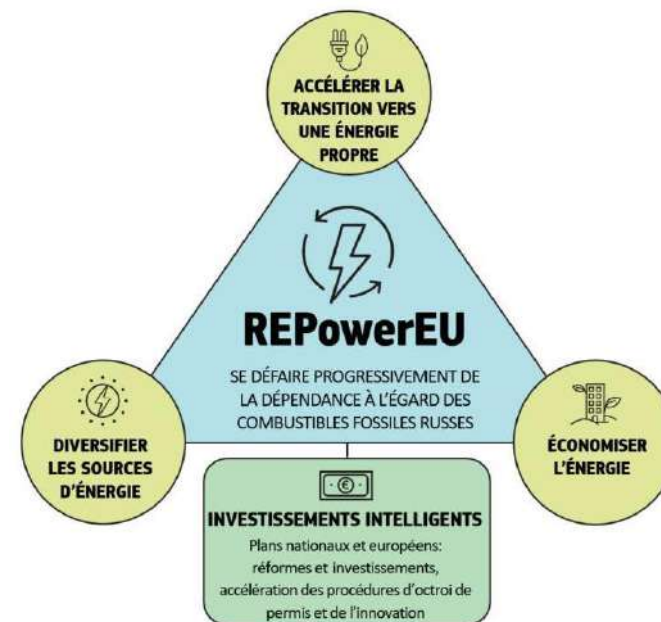 ACCÉLÉRER LA
TRANSITION VERS
UNE ÉNERGIE
PROPRE
REPowerEU
SE DÉFAIRE PROGRESSIVEMENT DE
LA DÉPENDANCE À L'ÉGARD DES
COMBUSTIBLES FOSSILES RUSSES
DIVERSIFIER
LES SOURCES
D'ÉNERGIE
ÉCONOMISER
L'ÉNERGIE
€
INVESTISSEMENTS INTELLIGENTS
Plans nationaux et européens:
réformes et investissements,
accélération des procédures d'octroi de
permis et de l'innovation